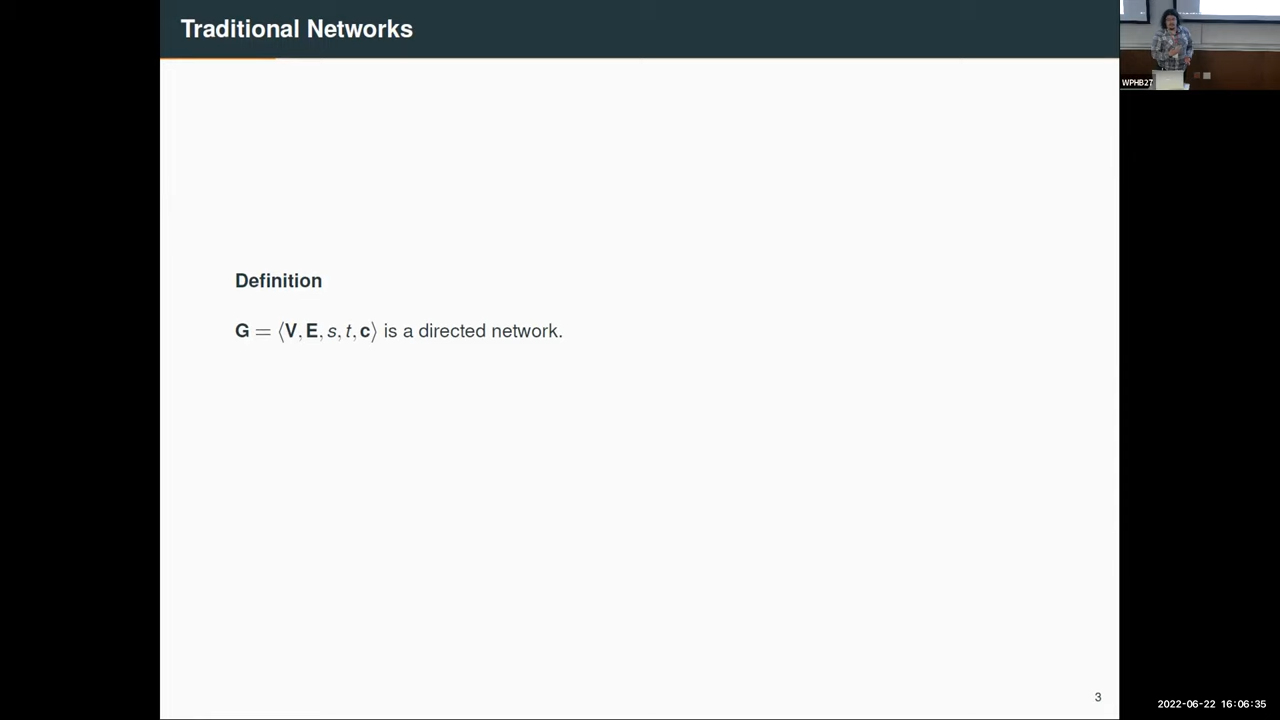 Traditional Networks
WPHB27
Definition
G = ⟨V, E, s, t, c⟩ is a directed network.
3
2022-06-22 16:06:35